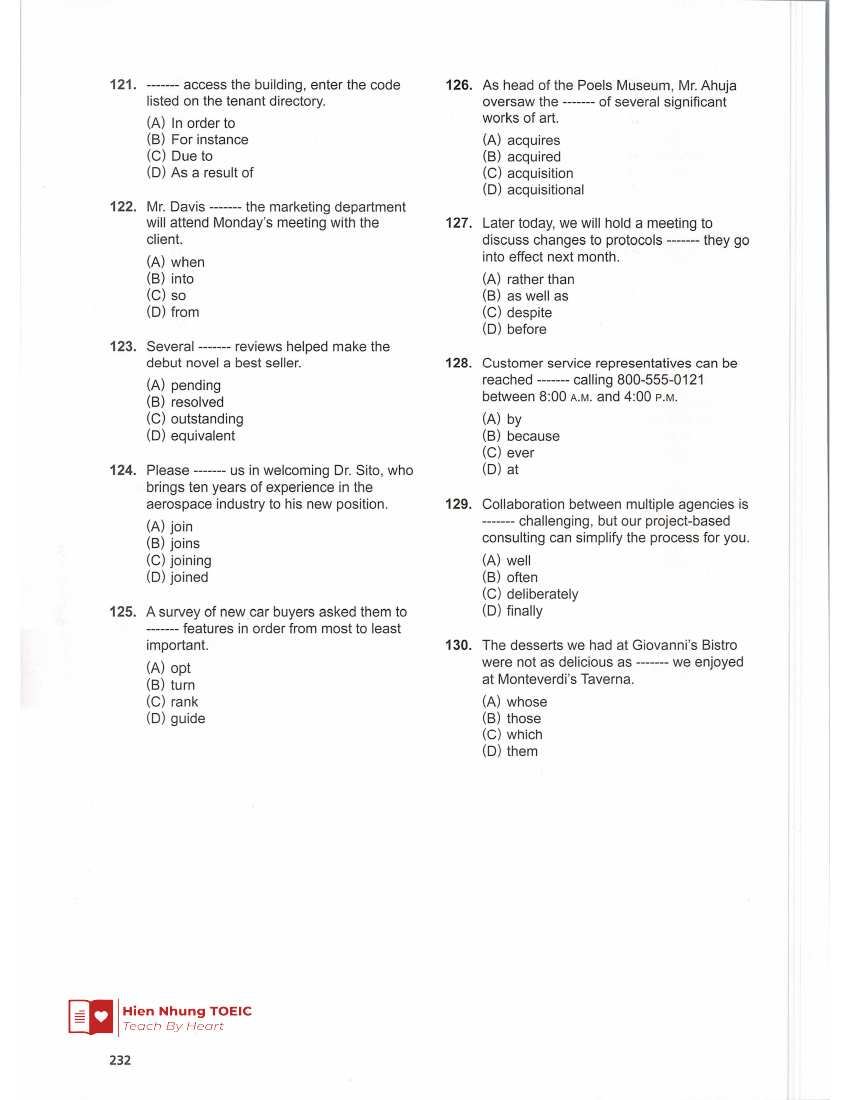 121. ------- access the building, enter the code
listed on the tenant directory.
(A) In order to
(B) For instance
(C) Due to
(D) As a result of
122. Mr. Davis ------- the marketing department
will attend Monday's meeting with the
client.
(A) when
(B) into
(C) so
(D) from
123. Several ------- reviews helped make the
debut novel a best seller.
(A) pending
(B) resolved
(C) outstanding
(D) equivalent
124. Please ------- us in welcoming Dr. Sito, who
brings ten years of experience in the
aerospace industry to his new position.
(A) join
(B) joins
(C) joining
(D) joined
125. A survey of new car buyers asked them to
------- features in order from most to least
important.
(A) opt
(B) turn
(C) rank
(D) guide
126. As head of the Poels Museum, Mr. Ahuja
oversaw the ------- of several significant
works of art.
(A) acquires
(B) acquired
(C) acquisition
(D) acquisitional
127. Later today, we will hold a meeting to
discuss changes to protocols ------- they go
into effect next month.
(A) rather than
(B) as well as
(C) despite
(D) before
128. Customer service representatives can be
reached ------- calling 800-555-0121
between 8:00 A.M. and 4:00 P.M.
(A) by
(B) because
(C) ever
(D) at
129. Collaboration between multiple agencies is
------- challenging, but our project-based
consulting can simplify the process for you.
(A) well
(B) often
(C) deliberately
(D) finally
130. The desserts we had at Giovanni's Bistro
were not as delicious as ------- we enjoyed
at Monteverdi's Taverna.
(A) whose
(B) those
(C) which
(D) them
Hien Nhung TOEIC
Teach By Heart
232